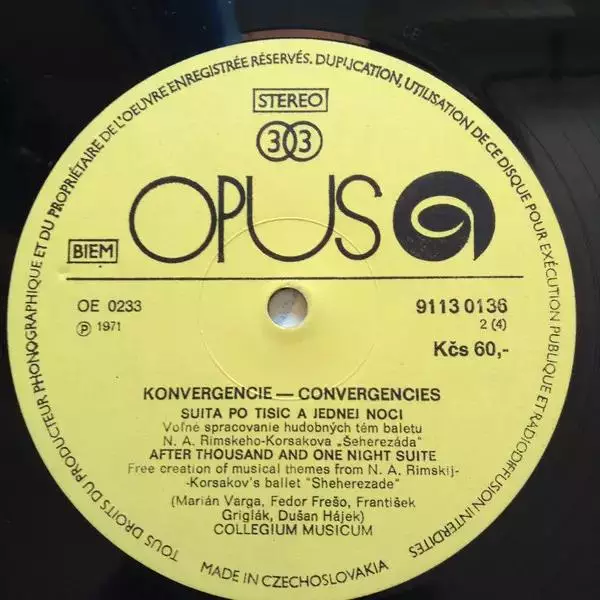 TOUS DROITS DU PRODUCTEUR PHONOGRAPHIQUE ET DU PROPRIÉTAIRE DE L'OEUVRE ENREGISTRÉE RÉSERVÉS. DUPLICATION, UTILISATION DE CE DISQUE POUR EXÉCUTION PUBLIQUE ET RADIODIFFUSION INTERDITES
STEREO
33
OPUS
BIEM
OE 0233
9113 0136
Ⓟ 1971
2 (4)
Kčs 60,-
KONVERGENCIE — CONVERGENCIES
SUITA PO TISÍC A JEDNEJ NOCI
Voľné spracovanie hudobných tém baletu
N. A. Rimskeho-Korsakova „Šeherezáda"
AFTER THOUSAND AND ONE NIGHT SUITE
Free creation of musical themes from N. A. Rimskij-
-Korsakov's ballet "Sheherezade"
(Marián Varga, Fedor Frešo, František
Griglák, Dušan Hájek)
COLLEGIUM MUSICUM
MADE IN CZECHOSLOVAKIA